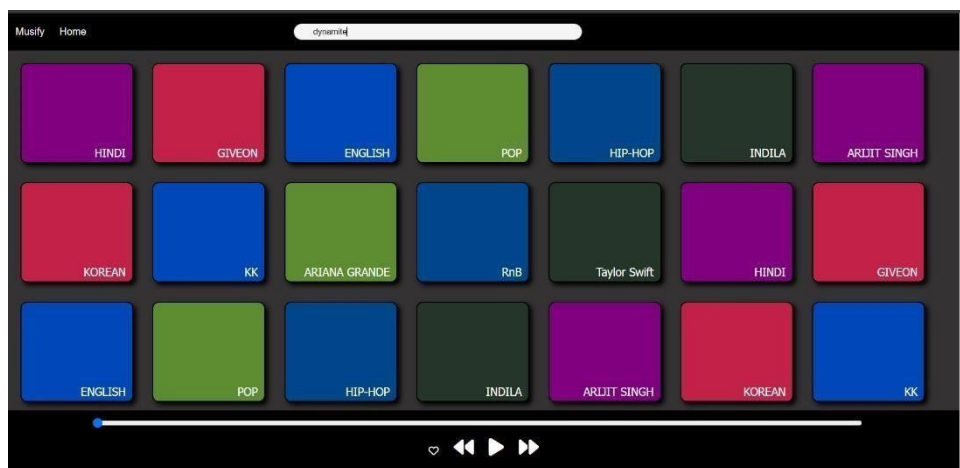 Musify Home dynamite
HINDI GIVEON ENGLISH POP HIP-HOP INDILA ARIJIT SINGH
KOREAN KK ARIANA GRANDE RnB Taylor Swift HINDI GIVEON
ENGLISH POP HIP-HOP INDILA ARIJIT SINGH KOREAN KK